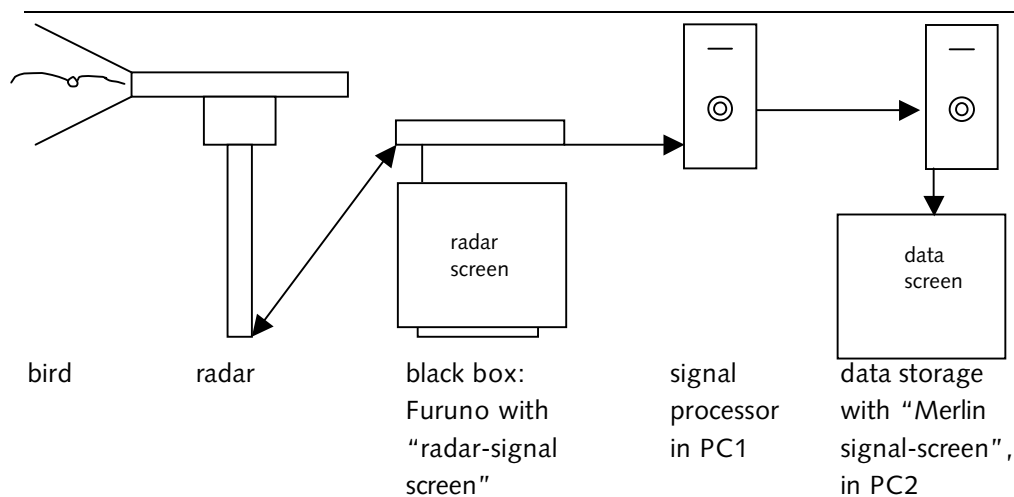 radar
screen
data
screen
bird
radar
black box:
Furuno with
“radar-signal
screen”
signal
processor
in PC1
data storage
with “Merlin
signal-screen”,
in PC2